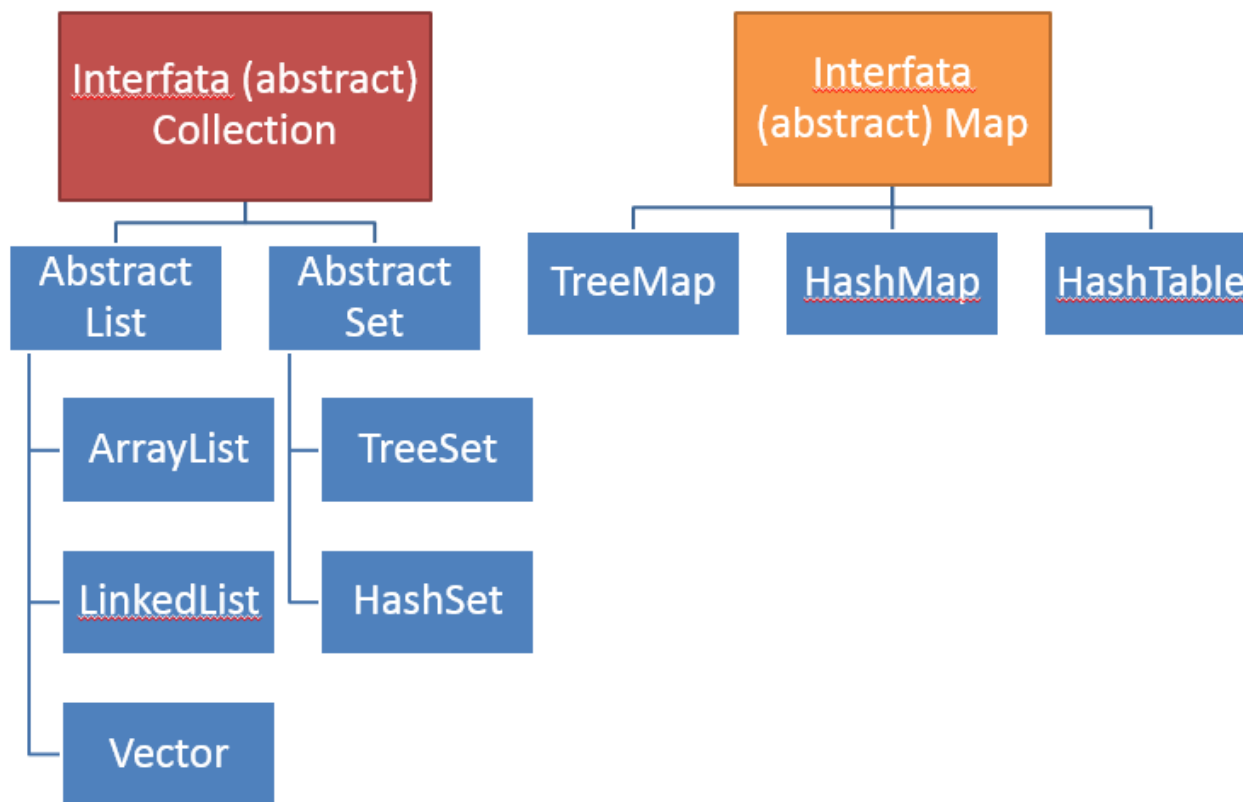 Interfata (abstract)
Collection
Interfata
(abstract) Map
Abstract
List
Abstract
Set
TreeMap
HashMap
HashTable
ArrayList
TreeSet
LinkedList
HashSet
Vector